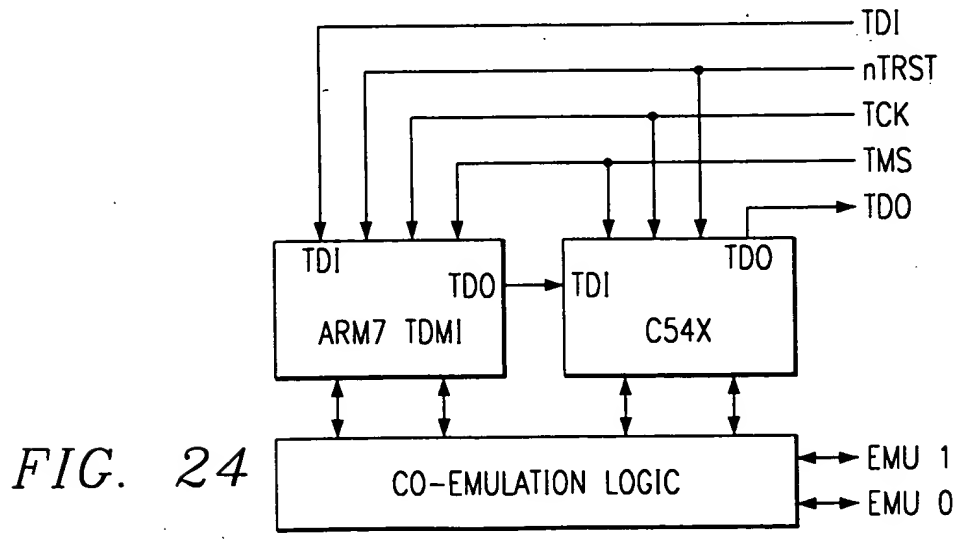 TDI
nTRST
TCK
TMS
TDO
TDI
TDO
TDO
TDI
ARM7 TDMI
C54X
CO-EMULATION LOGIC
EMU 1
EMU 0
FIG. 24